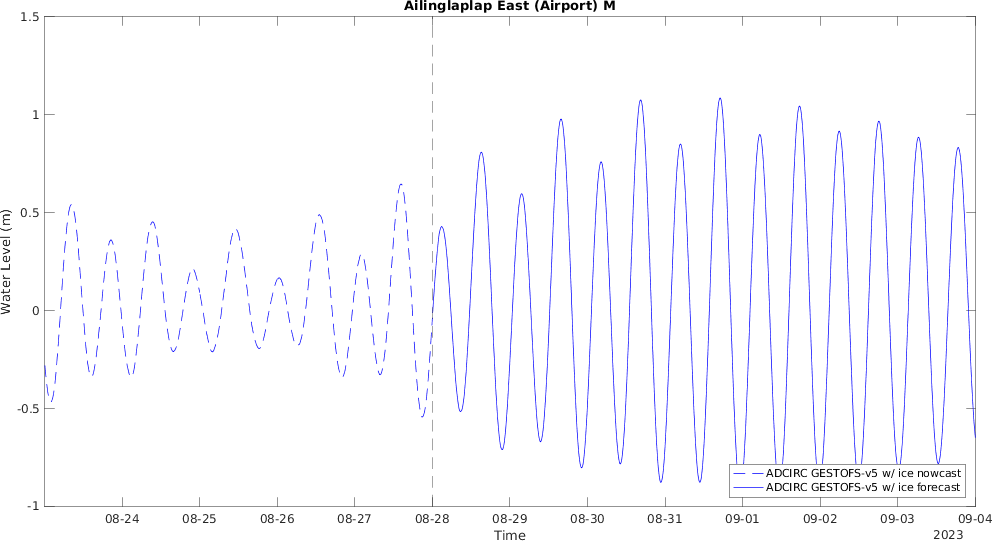 Ailinglaplap East (Airport) M
1.5
1
0.5
0
-0.5
-1
Water Level (m)
08-24 08-25 08-26 08-27 08-28 08-29 08-30 08-31 09-01 09-02 09-03 09-04
Time
2023
ADCIRC GESTOFS-v5 w/ ice nowcast
ADCIRC GESTOFS-v5 w/ ice forecast